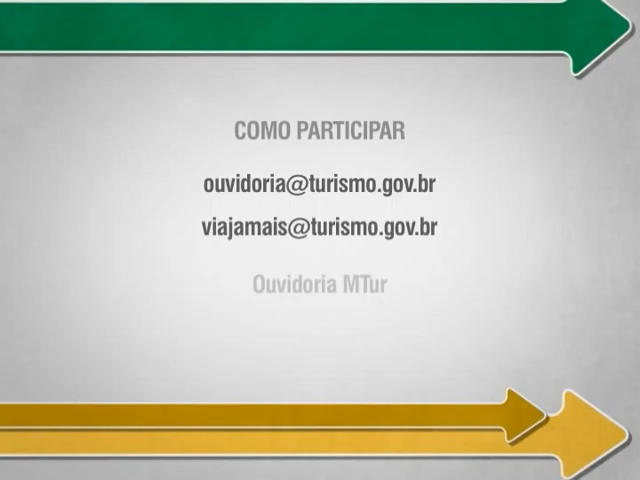 COMO PARTICIPAR
ouvidoria@turismo.gov.br
viajamais@turismo.gov.br
Ouvidoria MTur